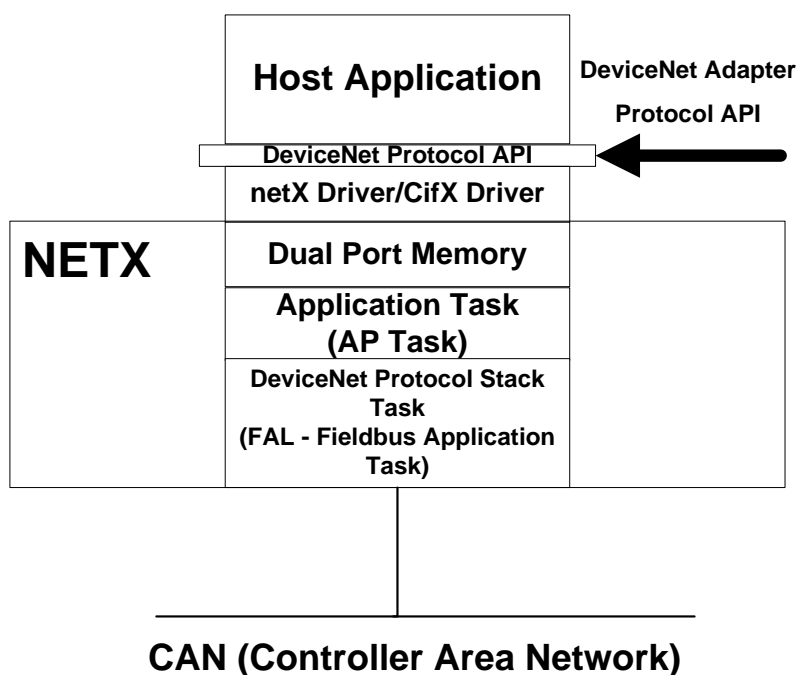 Host Application
DeviceNet Adapter
Protocol API
DeviceNet Protocol API
netX Driver/CifX Driver
NETX
Dual Port Memory
Application Task
(AP Task)
DeviceNet Protocol Stack
Task
(FAL - Fieldbus Application
Task)
CAN (Controller Area Network)